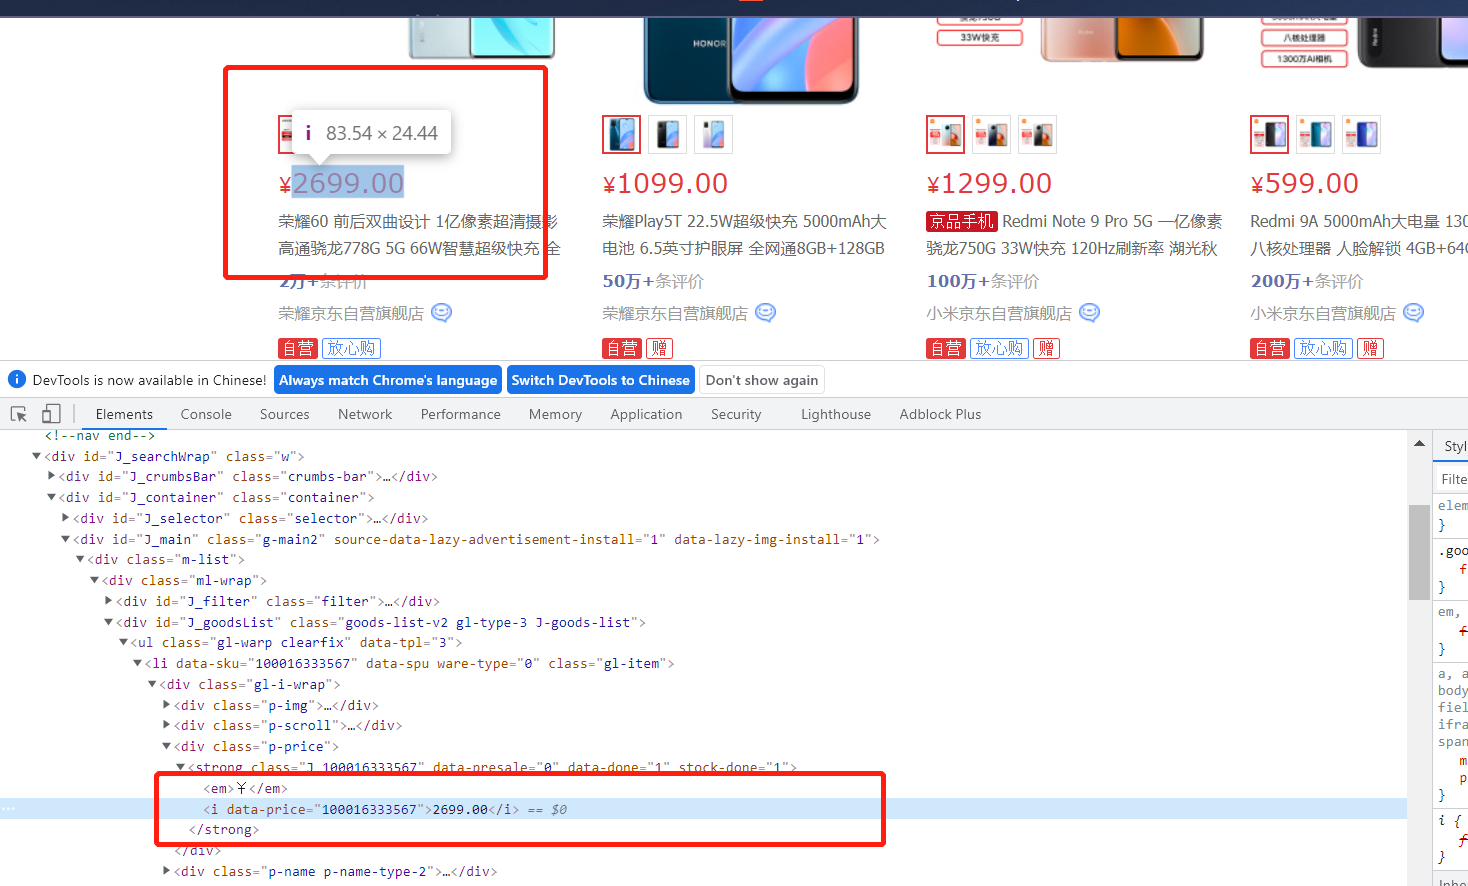 HONOR
33W快充
八核处理器
1300万AI相机
Redmi
i 83.54 × 24.44
¥2699.00
荣耀60 前后双曲设计 1亿像素超清摄影
高通骁龙778G 5G 66W智慧超级快充 全
2万+条评价
荣耀京东自营旗舰店
自营 放心购
¥1099.00
荣耀Play5T 22.5W超级快充 5000mAh大
电池 6.5英寸护眼屏 全网通8GB+128GB
50万+条评价
荣耀京东自营旗舰店
自营 赠
¥1299.00
京品手机 Redmi Note 9 Pro 5G 一亿像素
骁龙750G 33W快充 120Hz刷新率 湖光秋
100万+条评价
小米京东自营旗舰店
自营 放心购 赠
¥599.00
Redmi 9A 5000mAh大电量 130
八核处理器 人脸解锁 4GB+64G
200万+条评价
小米京东自营旗舰店
自营 放心购 赠
DevTools is now available in Chinese! Always match Chrome's language Switch DevTools to Chinese Don't show again
Elements Console Sources Network Performance Memory Application Security Lighthouse Adblock Plus
<!--nav end-->
▼<div id="J_searchWrap" class="w">
▶<div id="J_crumbsBar" class="crumbs-bar">…</div>
▼<div id="J_container" class="container">
▶<div id="J_selector" class="selector">…</div>
▼<div id="J_main" class="g-main2" source-data-lazy-advertisement-install="1" data-lazy-img-install="1">
▼<div class="m-list">
▼<div class="ml-wrap">
▶<div id="J_filter" class="filter">…</div>
▼<div id="J_goodsList" class="goods-list-v2 gl-type-3 J-goods-list">
▼<ul class="gl-warp clearfix" data-tpl="3">
▼<li data-sku="100016333567" data-spu ware-type="0" class="gl-item">
▼<div class="gl-i-wrap">
▶<div class="p-img">…</div>
▶<div class="p-scroll">…</div>
▼<div class="p-price">
▼<strong class="J_100016333567" data-presale="0" data-done="1" stock-done="1">
<em>￥</em>
<i data-price="100016333567">2699.00</i> == $0
</strong>
</div>
▶<div class="p-name p-name-type-2">…</div>
Styl
Filte
elem
}
.goo
f
}
em,
f
}
a, a
body
fiel
ifra
span
m
p
}
i {
f
}
Inhe